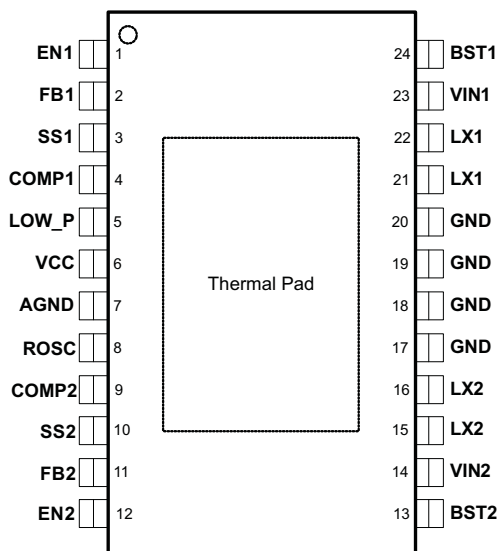 EN1 1 24 BST1
FB1 2 23 VIN1
SS1 3 22 LX1
COMP1 4 21 LX1
LOW_P 5 20 GND
VCC 6 19 GND
Thermal Pad
AGND 7 18 GND
ROSC 8 17 GND
COMP2 9 16 LX2
SS2 10 15 LX2
FB2 11 14 VIN2
EN2 12 13 BST2